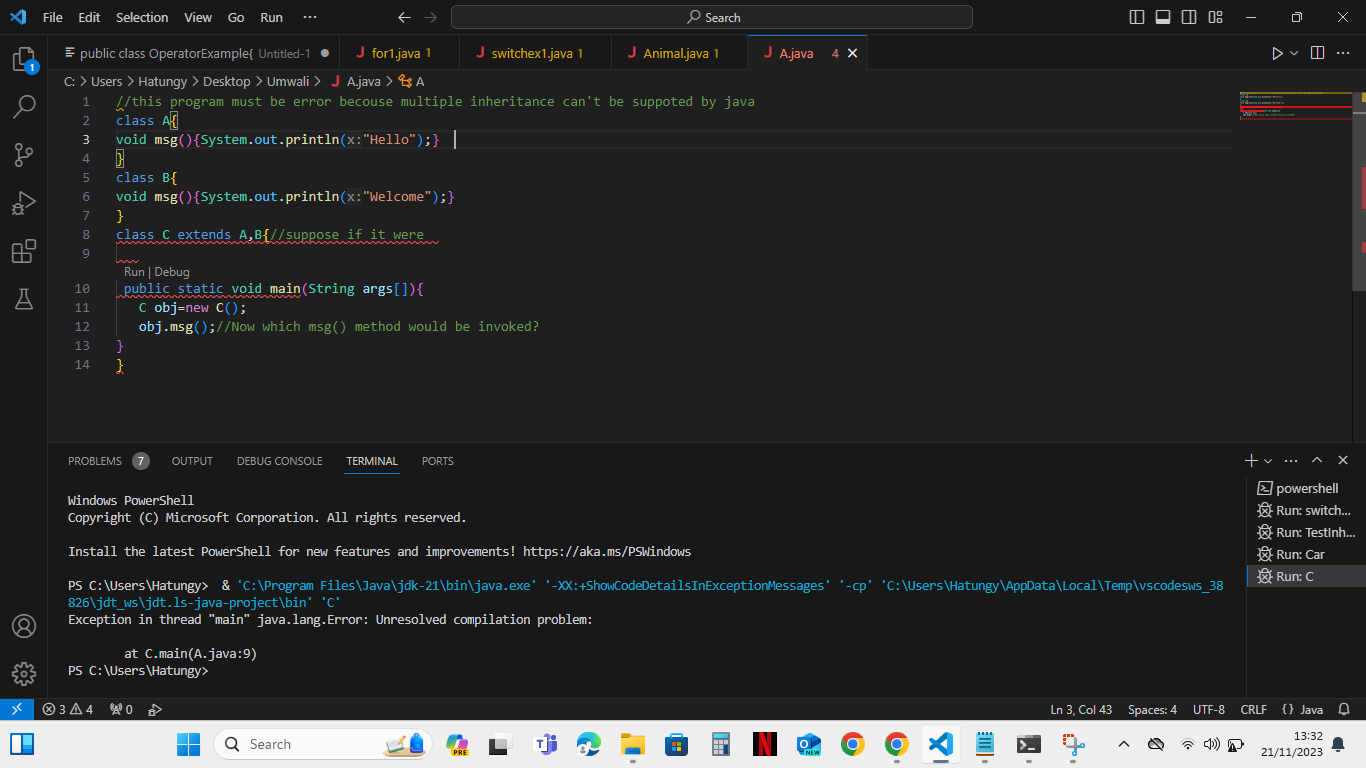 File Edit Selection View Go Run ··· Search
public class OperatorExample{ Untitled-1 for1.java 1 switchex1.java 1 Animal.java 1 A.java 4
C: > Users > Hatungy > Desktop > Umwali > A.java > A
1 //this program must be error becouse multiple inheritance can't be suppoted by java
2 class A{
3 void msg(){System.out.println(x:"Hello");}
4 }
5 class B{
6 void msg(){System.out.println(x:"Welcome");}
7 }
8 class C extends A,B{//suppose if it were
9
Run | Debug
10 public static void main(String args[]){
11 C obj=new C();
12 obj.msg();//Now which msg() method would be invoked?
13 }
14 }
PROBLEMS 7 OUTPUT DEBUG CONSOLE TERMINAL PORTS
Windows PowerShell
Copyright (C) Microsoft Corporation. All rights reserved.
Install the latest PowerShell for new features and improvements! https://aka.ms/PSWindows
PS C:\Users\Hatungy> & 'C:\Program Files\Java\jdk-21\bin\java.exe' '-XX:+ShowCodeDetailsInExceptionMessages' '-cp' 'C:\Users\Hatungy\AppData\Local\Temp\vscodesws_38
826\jdt_ws\jdt.ls-java-project\bin' 'C'
Exception in thread "main" java.lang.Error: Unresolved compilation problem:
at C.main(A.java:9)
PS C:\Users\Hatungy>
powershell
Run: switch...
Run: TestInh...
Run: Car
Run: C
1
3 4 0 Ln 3, Col 43 Spaces: 4 UTF-8 CRLF {} Java
Search PRE NEW 13:32
21/11/2023